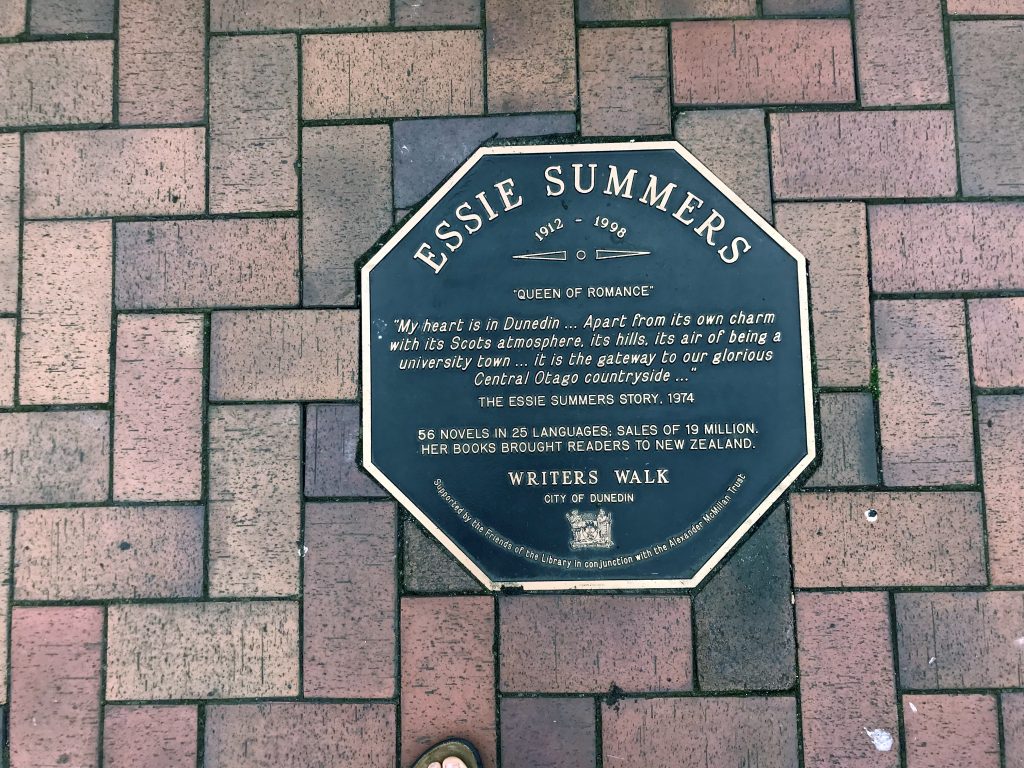 ESSIE SUMMERS
1912 - 1998
"QUEEN OF ROMANCE"
"My heart is in Dunedin ... Apart from its own charm
with its Scots atmosphere, its hills, its air of being a
university town ... it is the gateway to our glorious
Central Otago countryside ..."
THE ESSIE SUMMERS STORY, 1974
56 NOVELS IN 25 LANGUAGES; SALES OF 19 MILLION.
HER BOOKS BROUGHT READERS TO NEW ZEALAND.
WRITERS WALK
CITY OF DUNEDIN
Supported by the Friends of the Library in conjunction with the Alexander McMillan Trust